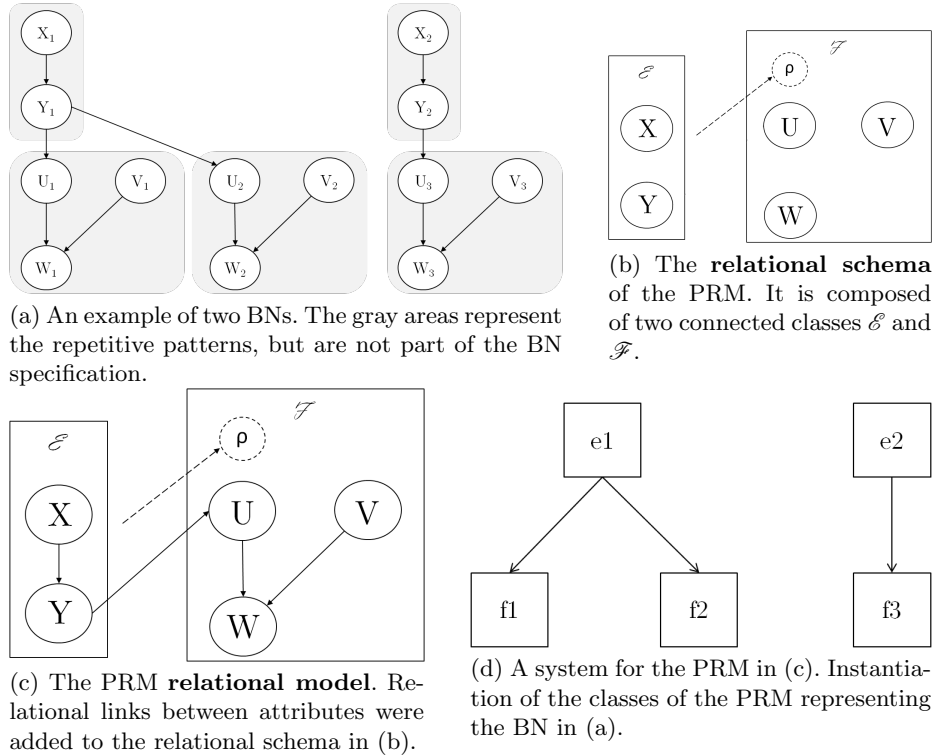 X₁
X₂
Y₁
Y₂
U₁
V₁
U₂
V₂
U₃
V₃
W₁
W₂
W₃
(a) An example of two BNs. The gray areas represent
the repetitive patterns, but are not part of the BN
specification.
ℰ
ℱ
ρ
X
U
V
Y
W
(b) The relational schema
of the PRM. It is composed
of two connected classes ℰ and
ℱ.
ℰ
ℱ
ρ
X
U
V
Y
W
(c) The PRM relational model. Re-
lational links between attributes were
added to the relational schema in (b).
e1
e2
f1
f2
f3
(d) A system for the PRM in (c). Instantia-
tion of the classes of the PRM representing
the BN in (a).